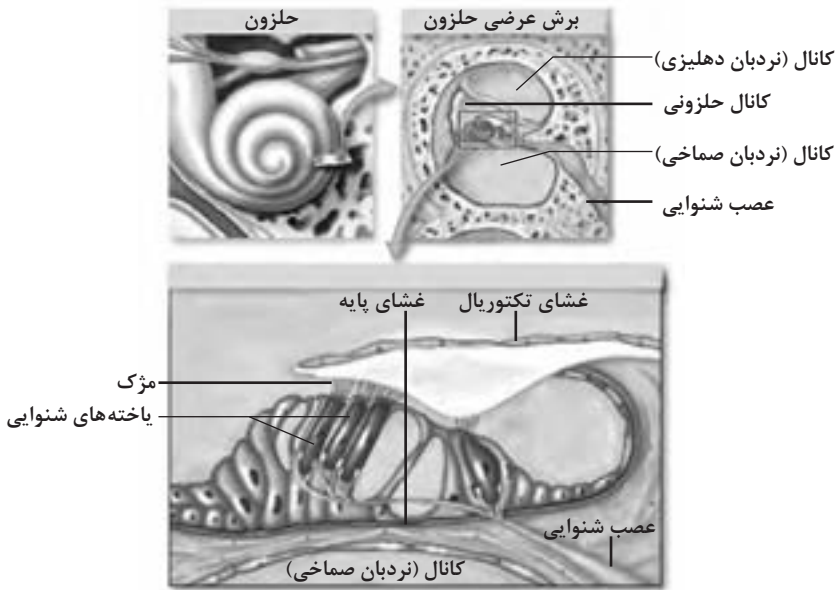 حلزون
برش عرضی حلزون
کانال (نردبان دهلیزی)
کانال حلزونی
کانال (نردبان صماخی)
عصب شنوایی
غشای پایه
غشای تکتوریال
مژک
یاخته‌های شنوایی
عصب شنوایی
کانال (نردبان صماخی)